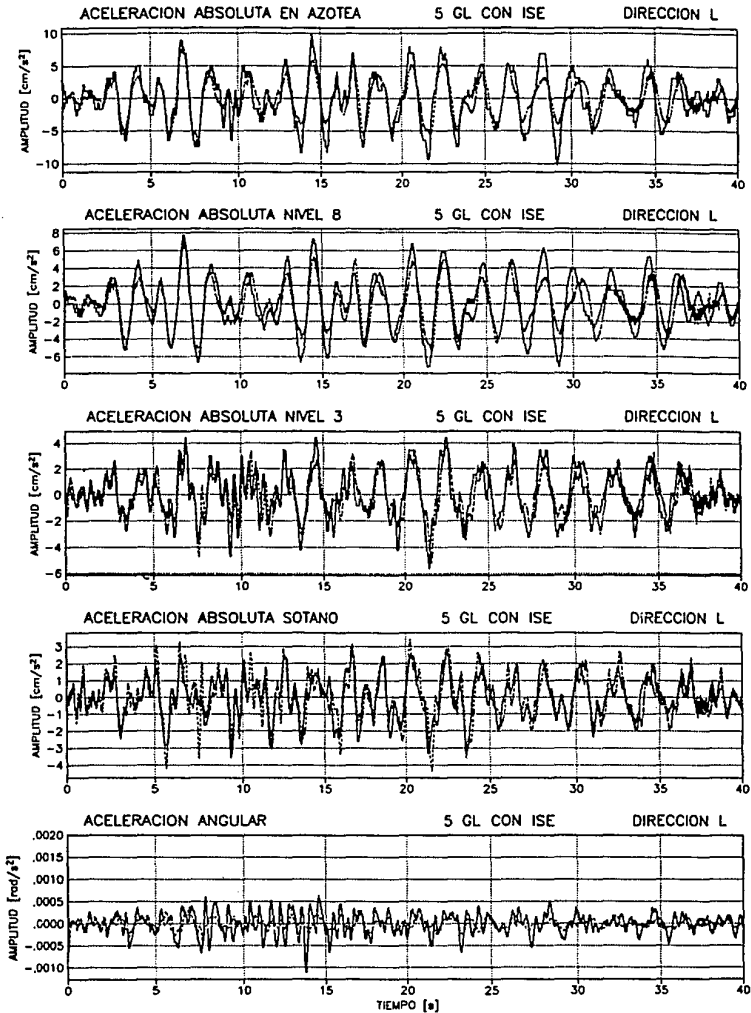 ACELERACION ABSOLUTA EN AZOTEA 5 GL CON ISE DIRECCION L
AMPLITUD [cm/s²]
10
5
0
-5
-10
0 5 10 15 20 25 30 35 40
ACELERACION ABSOLUTA NIVEL 8 5 GL CON ISE DIRECCION L
AMPLITUD [cm/s²]
8
6
4
2
0
-2
-4
-6
0 5 10 15 20 25 30 35 40
ACELERACION ABSOLUTA NIVEL 3 5 GL CON ISE DIRECCION L
AMPLITUD [cm/s²]
4
2
0
-2
-4
-6
0 5 10 15 20 25 30 35 40
ACELERACION ABSOLUTA SOTANO 5 GL CON ISE DIRECCION L
AMPLITUD [cm/s²]
3
2
1
0
-1
-2
-3
-4
0 5 10 15 20 25 30 35 40
ACELERACION ANGULAR 5 GL CON ISE DIRECCION L
AMPLITUD [rad/s²]
.0020
.0015
.0010
.0005
.0000
-.0005
-.0010
0 5 10 15 20 25 30 35 40
TIEMPO [s]